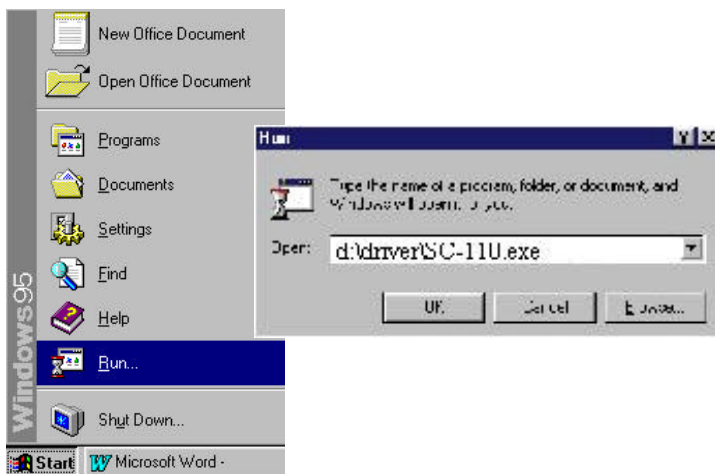 New Office Document
Open Office Document
Programs
Documents
Settings
Find
Help
Run...
Shut Down...
Windows95
Start
Microsoft Word -
Run
Type the name of a program, folder, or document, and
Windows will open it for you.
Open:
d:\driver\SC-110.exe
OK
Cancel
Browse...